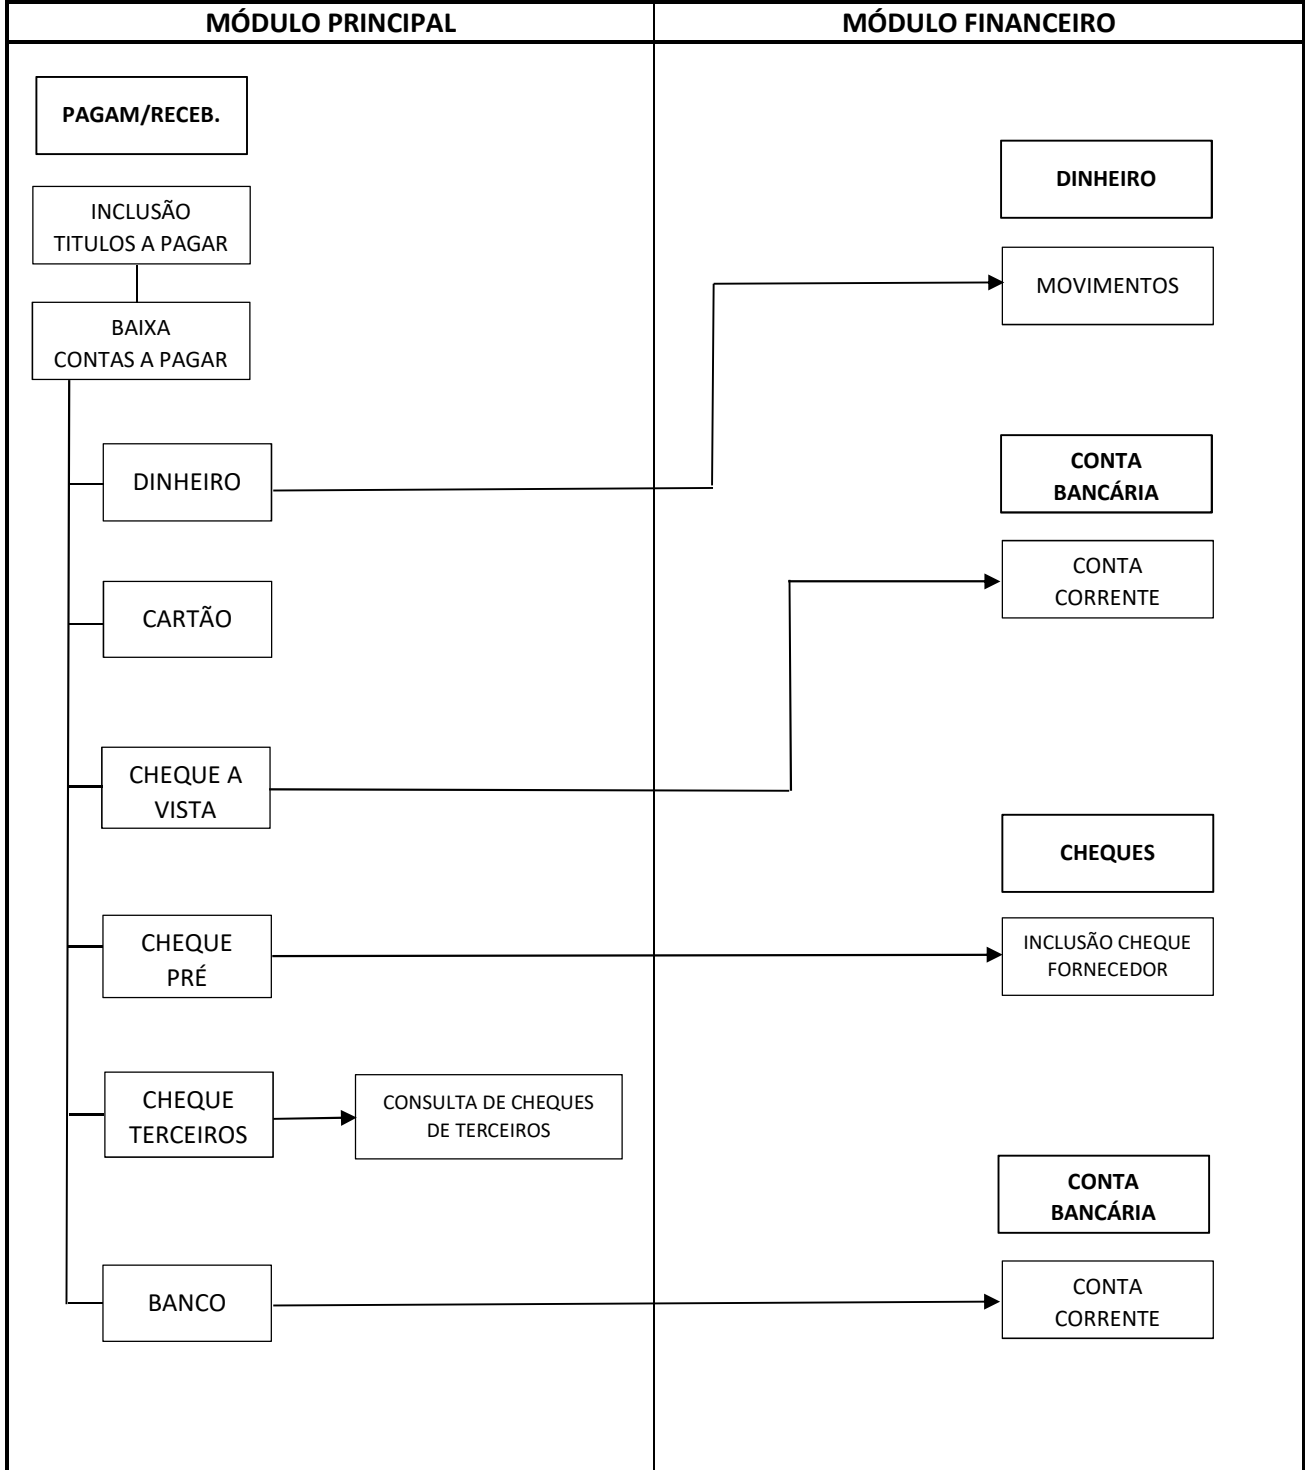 MÓDULO PRINCIPAL
MÓDULO FINANCEIRO
PAGAM/RECEB.
INCLUSÃO
TITULOS A PAGAR
BAIXA
CONTAS A PAGAR
DINHEIRO
CARTÃO
CHEQUE A
VISTA
CHEQUE
PRÉ
CHEQUE
TERCEIROS
CONSULTA DE CHEQUES
DE TERCEIROS
BANCO
DINHEIRO
MOVIMENTOS
CONTA
BANCÁRIA
CONTA
CORRENTE
CHEQUES
INCLUSÃO CHEQUE
FORNECEDOR
CONTA
BANCÁRIA
CONTA
CORRENTE